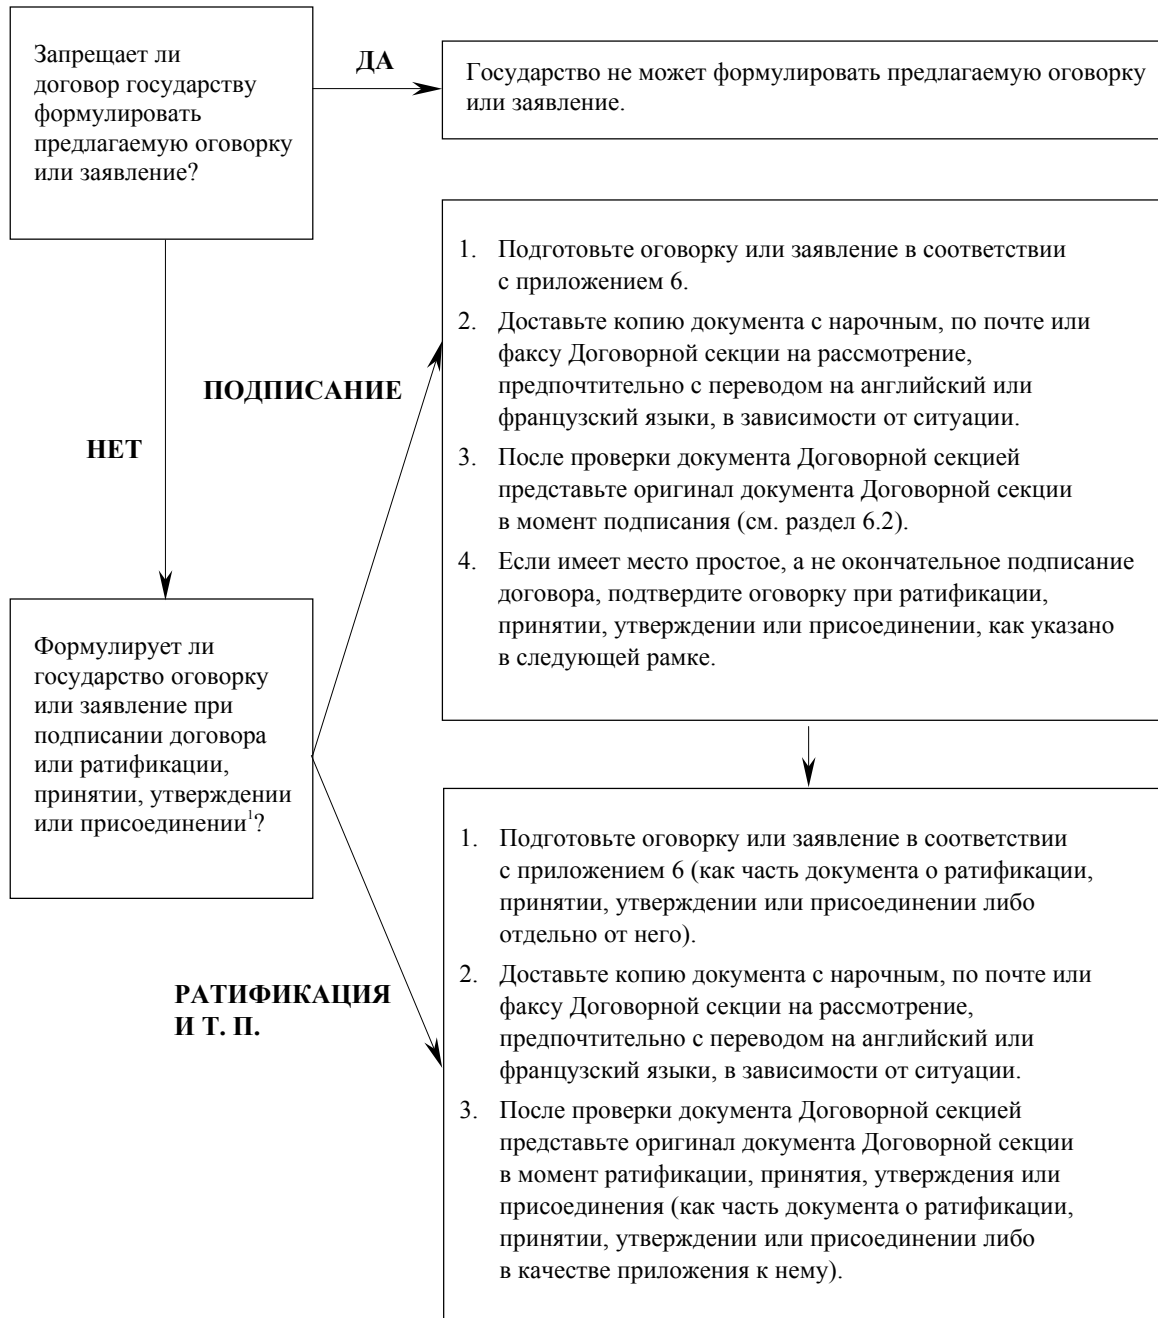 Запрещает ли
договор государству
формулировать
предлагаемую оговорку
или заявление?
ДА
Государство не может формулировать предлагаемую оговорку
или заявление.
НЕТ
ПОДПИСАНИЕ
1. Подготовьте оговорку или заявление в соответствии
с приложением 6.
2. Доставьте копию документа с нарочным, по почте или
факсу Договорной секции на рассмотрение,
предпочтительно с переводом на английский или
французский языки, в зависимости от ситуации.
3. После проверки документа Договорной секцией
представьте оригинал документа Договорной секции
в момент подписания (см. раздел 6.2).
4. Если имеет место простое, а не окончательное подписание
договора, подтвердите оговорку при ратификации,
принятии, утверждении или присоединении, как указано
в следующей рамке.
Формулирует ли
государство оговорку
или заявление при
подписании договора
или ратификации,
принятии, утверждении
или присоединении¹?
РАТИФИКАЦИЯ
И Т. П.
1. Подготовьте оговорку или заявление в соответствии
с приложением 6 (как часть документа о ратификации,
принятии, утверждении или присоединении либо
отдельно от него).
2. Доставьте копию документа с нарочным, по почте или
факсу Договорной секции на рассмотрение,
предпочтительно с переводом на английский или
французский языки, в зависимости от ситуации.
3. После проверки документа Договорной секцией
представьте оригинал документа Договорной секции
в момент ратификации, принятия, утверждения или
присоединения (как часть документа о ратификации,
принятии, утверждении или присоединении либо
в качестве приложения к нему).